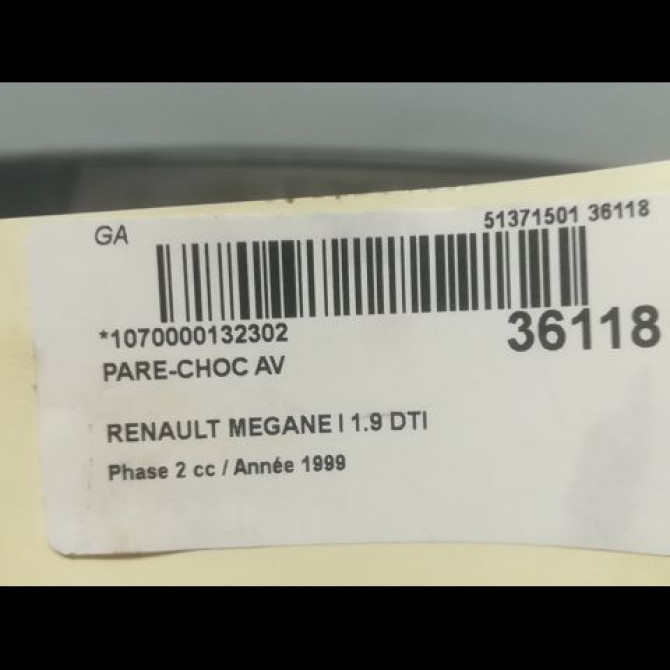 GA
51371501 36118
*1070000132302
36118
PARE-CHOC AV
RENAULT MEGANE I 1.9 DTI
Phase 2 cc / Année 1999